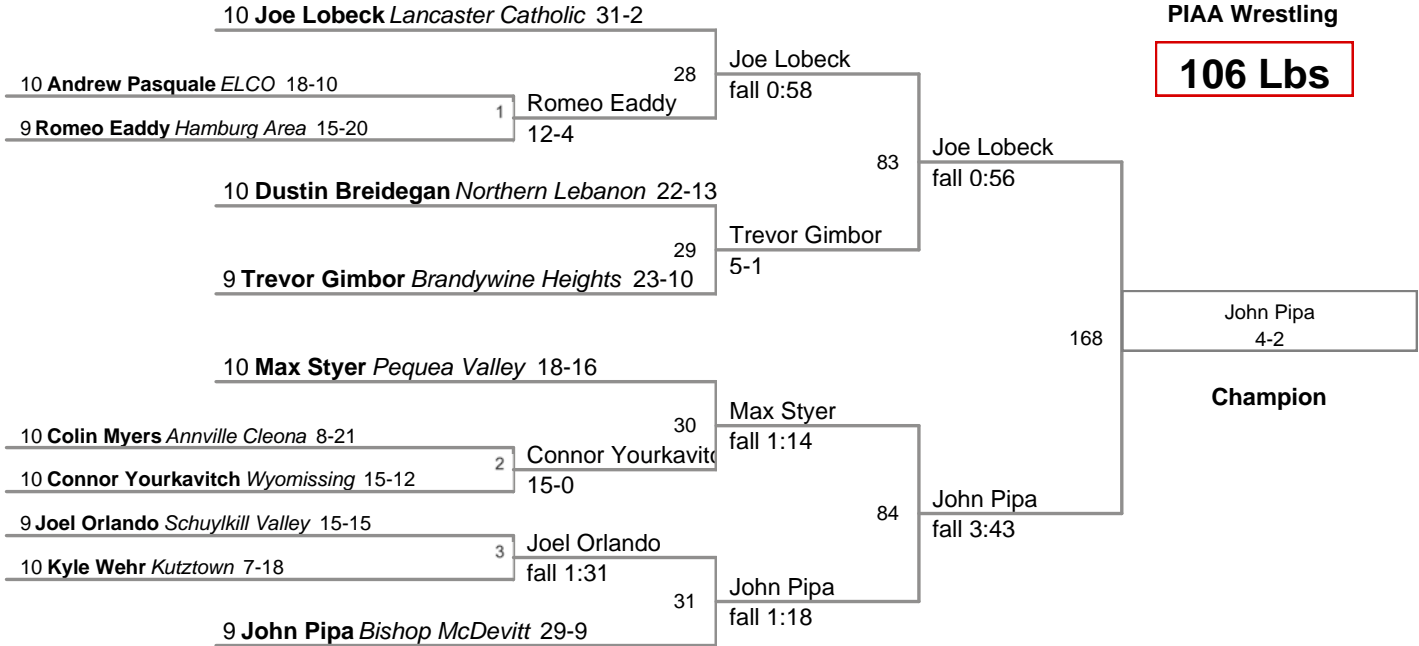 10 Joe Lobeck Lancaster Catholic 31-2
PIAA Wrestling
106 Lbs
28
Joe Lobeck
fall 0:58
10 Andrew Pasquale ELCO 18-10
1
Romeo Eaddy
12-4
9 Romeo Eaddy Hamburg Area 15-20
83
Joe Lobeck
fall 0:56
10 Dustin Breidegan Northern Lebanon 22-13
29
Trevor Gimbor
5-1
9 Trevor Gimbor Brandywine Heights 23-10
168
John Pipa
4-2
Champion
10 Max Styer Pequea Valley 18-16
30
Max Styer
fall 1:14
10 Colin Myers Annville Cleona 8-21
2
Connor Yourkavitc
15-0
10 Connor Yourkavitch Wyomissing 15-12
84
John Pipa
fall 3:43
9 Joel Orlando Schuylkill Valley 15-15
3
Joel Orlando
fall 1:31
10 Kyle Wehr Kutztown 7-18
31
John Pipa
fall 1:18
9 John Pipa Bishop McDevitt 29-9